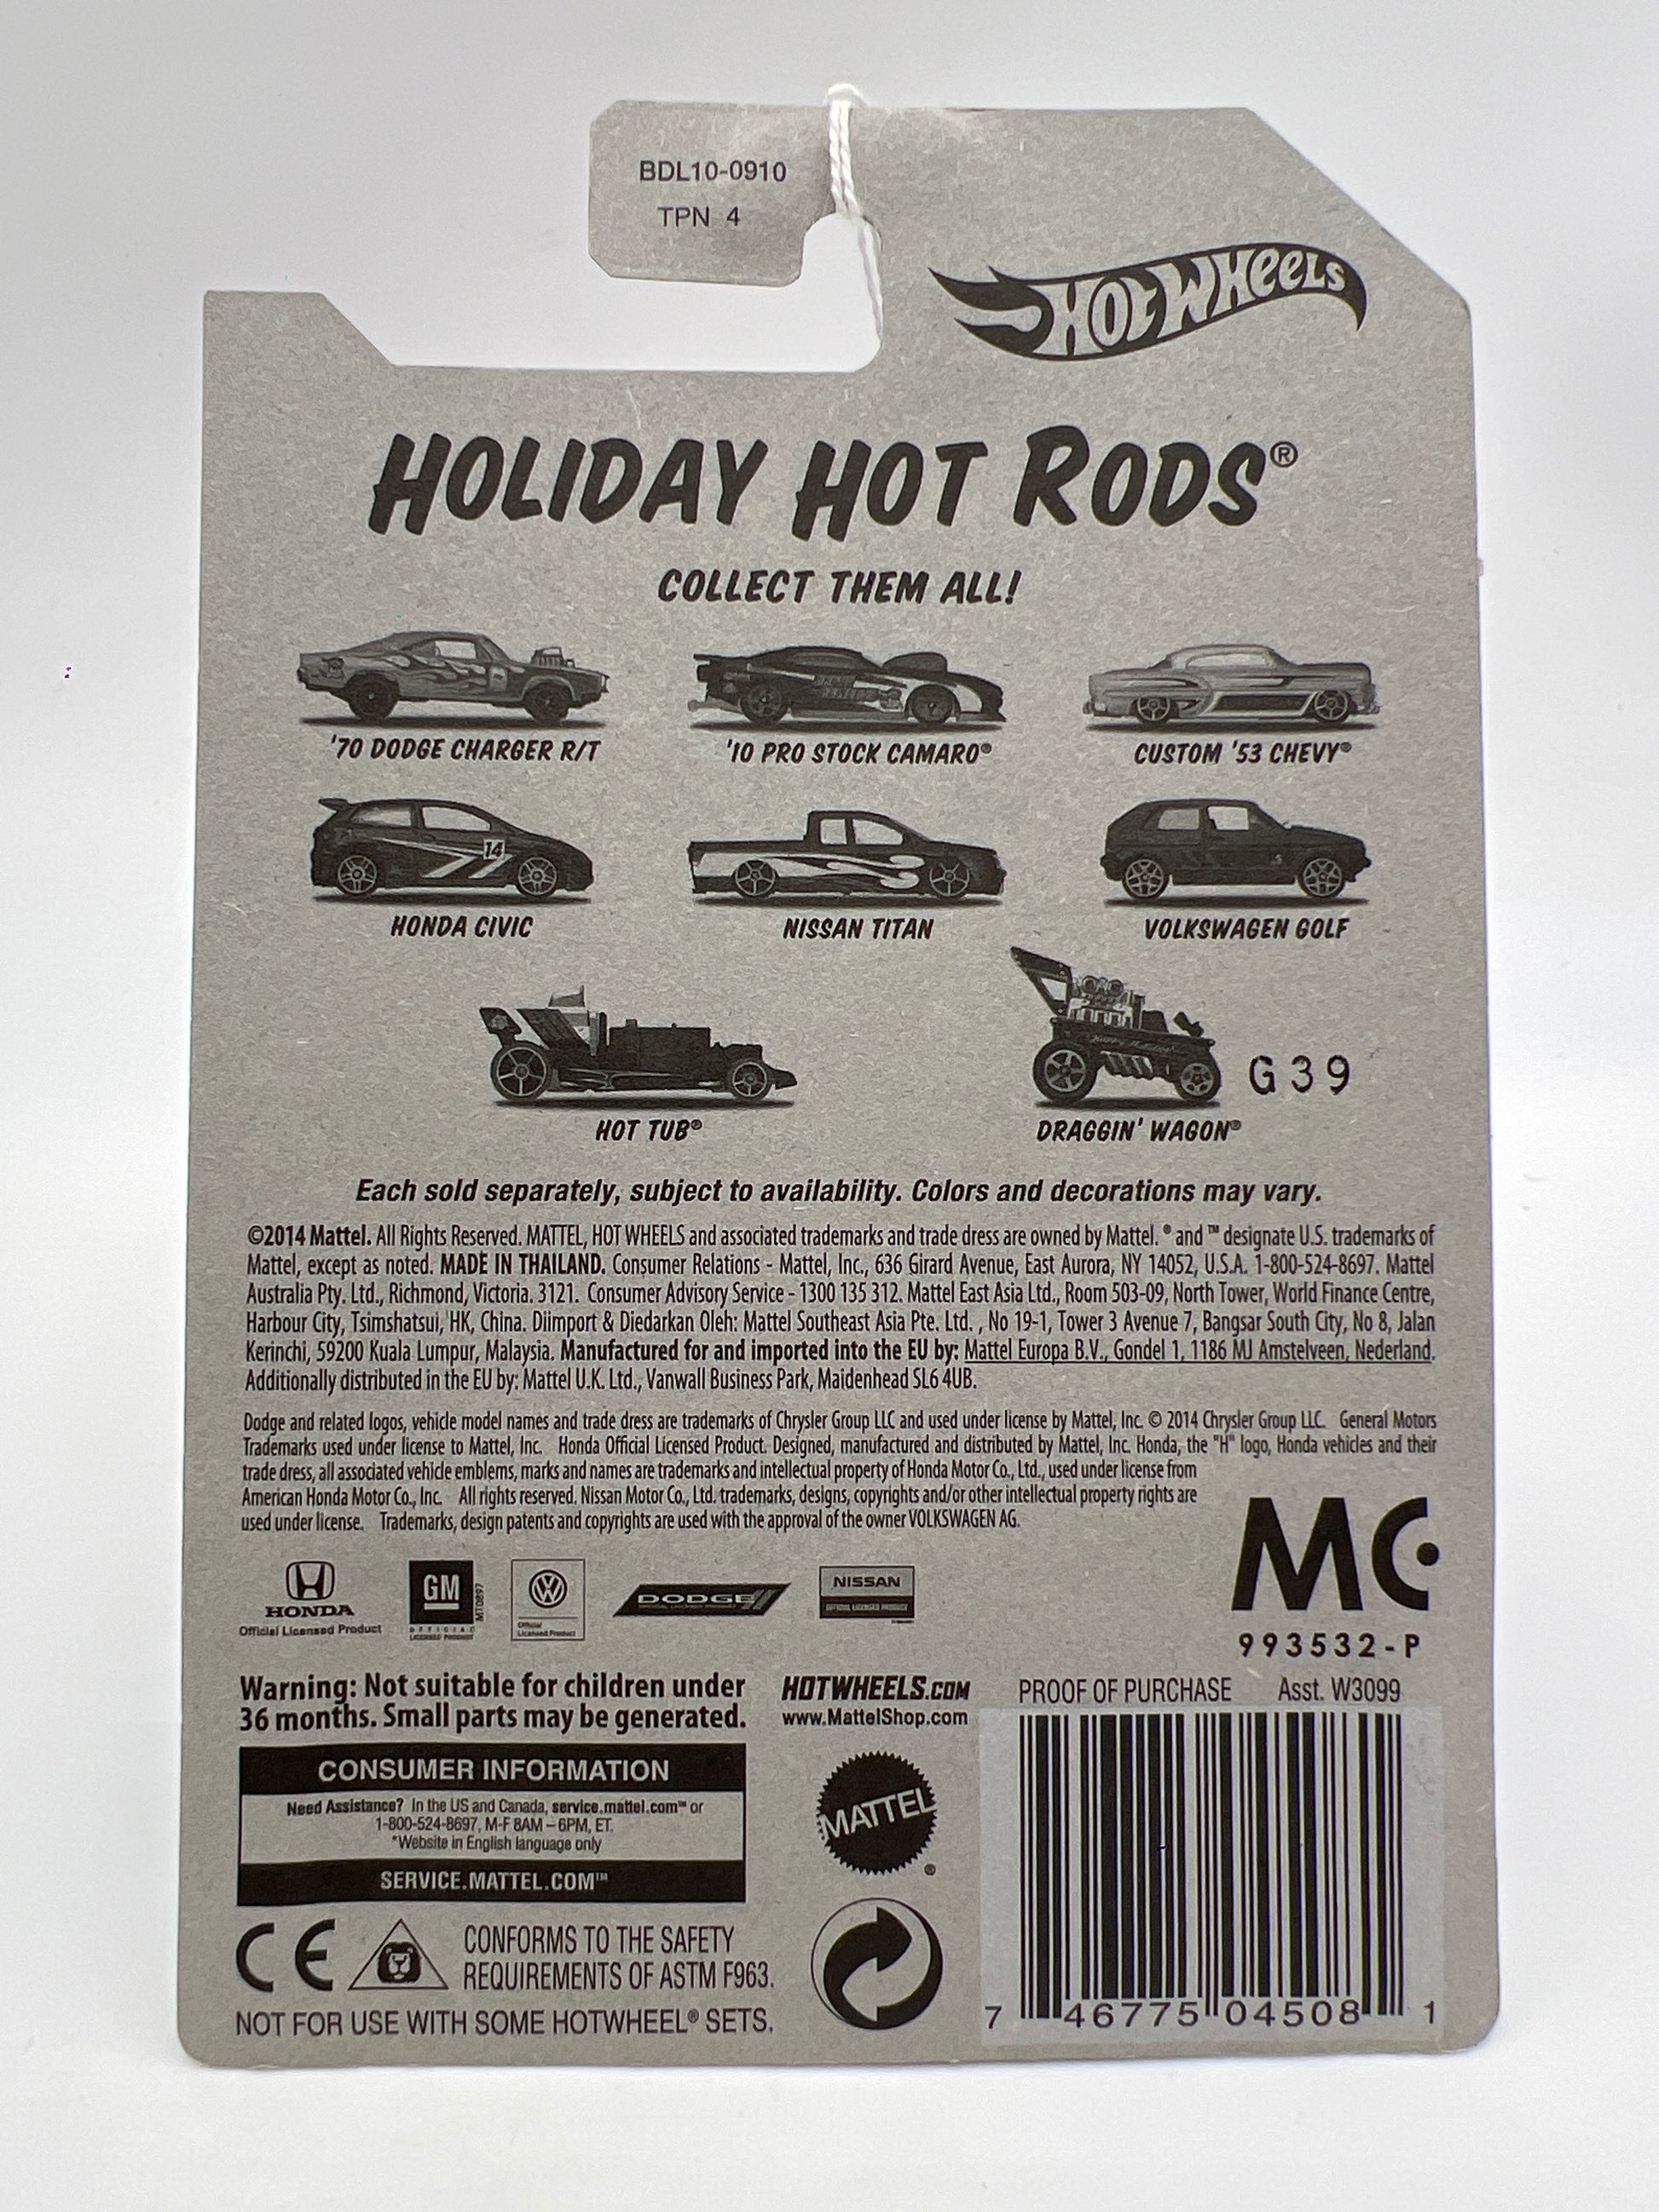 BDL10-0910
TPN 4
HOT WHEELS
HOLIDAY HOT RODS®
COLLECT THEM ALL!
'70 DODGE CHARGER R/T
'10 PRO STOCK CAMARO®
CUSTOM '53 CHEVY®
14
HONDA CIVIC
NISSAN TITAN
VOLKSWAGEN GOLF
G39
HOT TUB®
DRAGGIN' WAGON®
Each sold separately, subject to availability. Colors and decorations may vary.
©2014 Mattel. All Rights Reserved. MATTEL, HOT WHEELS and associated trademarks and trade dress are owned by Mattel. ® and ™ designate U.S. trademarks of
Mattel, except as noted. MADE IN THAILAND. Consumer Relations - Mattel, Inc., 636 Girard Avenue, East Aurora, NY 14052, U.S.A. 1-800-524-8697. Mattel
Australia Pty. Ltd., Richmond, Victoria. 3121. Consumer Advisory Service - 1300 135 312. Mattel East Asia Ltd., Room 503-09, North Tower, World Finance Centre,
Harbour City, Tsimshatsui, HK, China. Diimport & Diedarkan Oleh: Mattel Southeast Asia Pte. Ltd. , No 19-1, Tower 3 Avenue 7, Bangsar South City, No 8, Jalan
Kerinchi, 59200 Kuala Lumpur, Malaysia. Manufactured for and imported into the EU by: Mattel Europa B.V., Gondel 1, 1186 MJ Amstelveen, Nederland.
Additionally distributed in the EU by: Mattel U.K. Ltd., Vanwall Business Park, Maidenhead SL6 4UB.
Dodge and related logos, vehicle model names and trade dress are trademarks of Chrysler Group LLC and used under license by Mattel, Inc. © 2014 Chrysler Group LLC. General Motors
Trademarks used under license to Mattel, Inc. Honda Official Licensed Product. Designed, manufactured and distributed by Mattel, Inc. Honda, the "H" logo, Honda vehicles and their
trade dress, all associated vehicle emblems, marks and names are trademarks and intellectual property of Honda Motor Co., Ltd., used under license from
American Honda Motor Co., Inc. All rights reserved. Nissan Motor Co., Ltd. trademarks, designs, copyrights and/or other intellectual property rights are
used under license. Trademarks, design patents and copyrights are used with the approval of the owner VOLKSWAGEN AG.
MC
993532-P
HONDA
Official Licensed Product
GM
OFFICIAL
LICENSED PRODUCT
MT0897
VW
Official
Licensed Product
DODGE
NISSAN
OFFICIAL LICENSED PRODUCT
Warning: Not suitable for children under
36 months. Small parts may be generated.
HOTWHEELS.COM
www.MattelShop.com
PROOF OF PURCHASE Asst. W3099
CONSUMER INFORMATION
Need Assistance? In the US and Canada, service.mattel.com™ or
1-800-524-8697, M-F 8AM – 6PM, ET.
*Website in English language only
SERVICE.MATTEL.COM™
MATTEL®
CE
CONFORMS TO THE SAFETY
REQUIREMENTS OF ASTM F963.
NOT FOR USE WITH SOME HOTWHEEL® SETS.
7 46775 04508 1